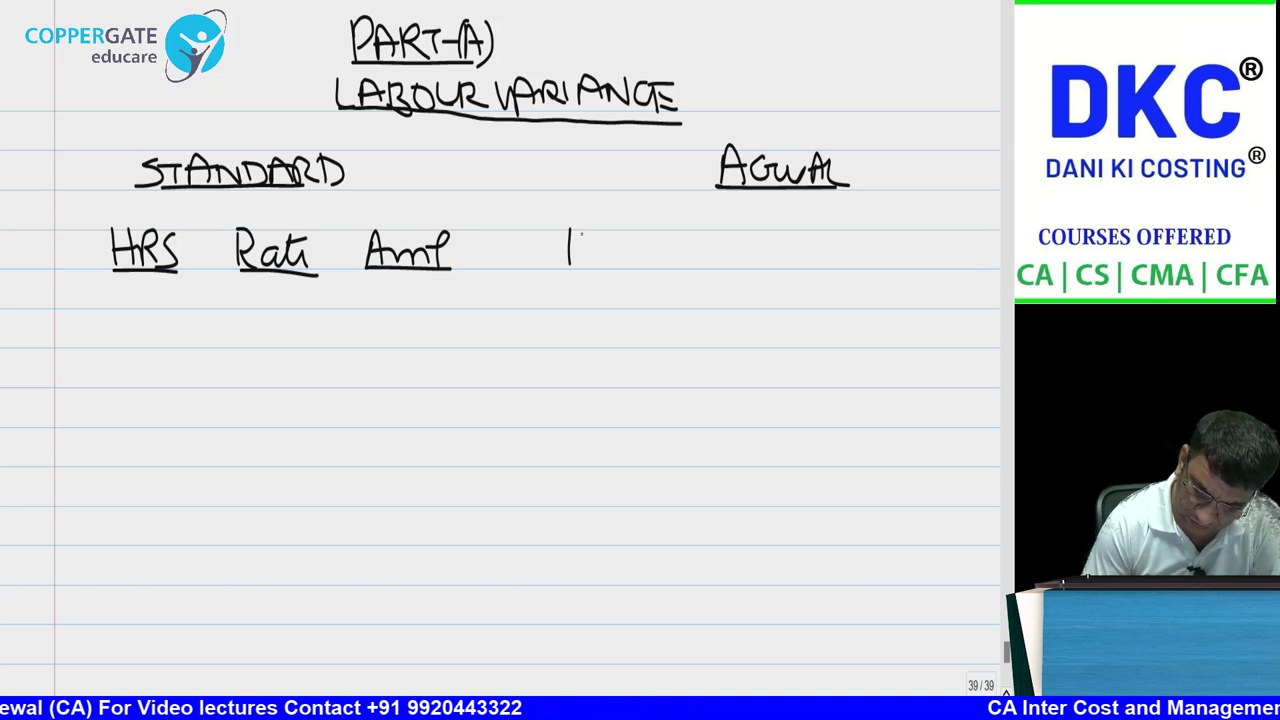 COPPERGATE
educare
PART-(A)
LABOUR VARIANCE
STANDARD
ACTUAL
HRS Rate Amt
DKC®
DANI KI COSTING®
COURSES OFFERED
CA | CS | CMA | CFA
39 / 39
ewal (CA) For Video lectures Contact +91 9920443322
CA Inter Cost and Managemen